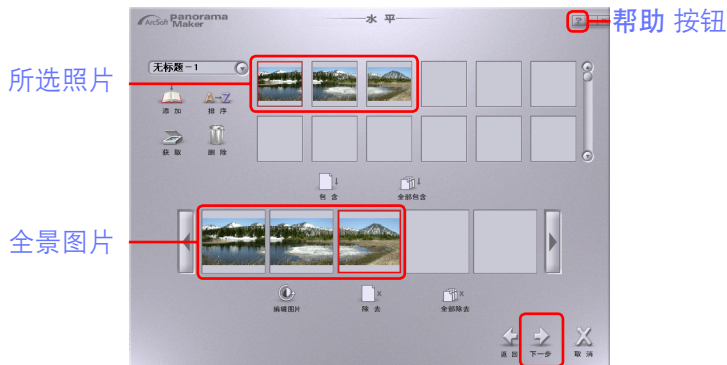 ArcSoft Panorama Maker
水 平
?
帮助 按钮
无标题－1
所选照片
添 加
A-Z
排 序
获 取
删 除
包 含
全部包含
全景图片
编辑图片
除 去
全部除去
返 回
下一步
取 消